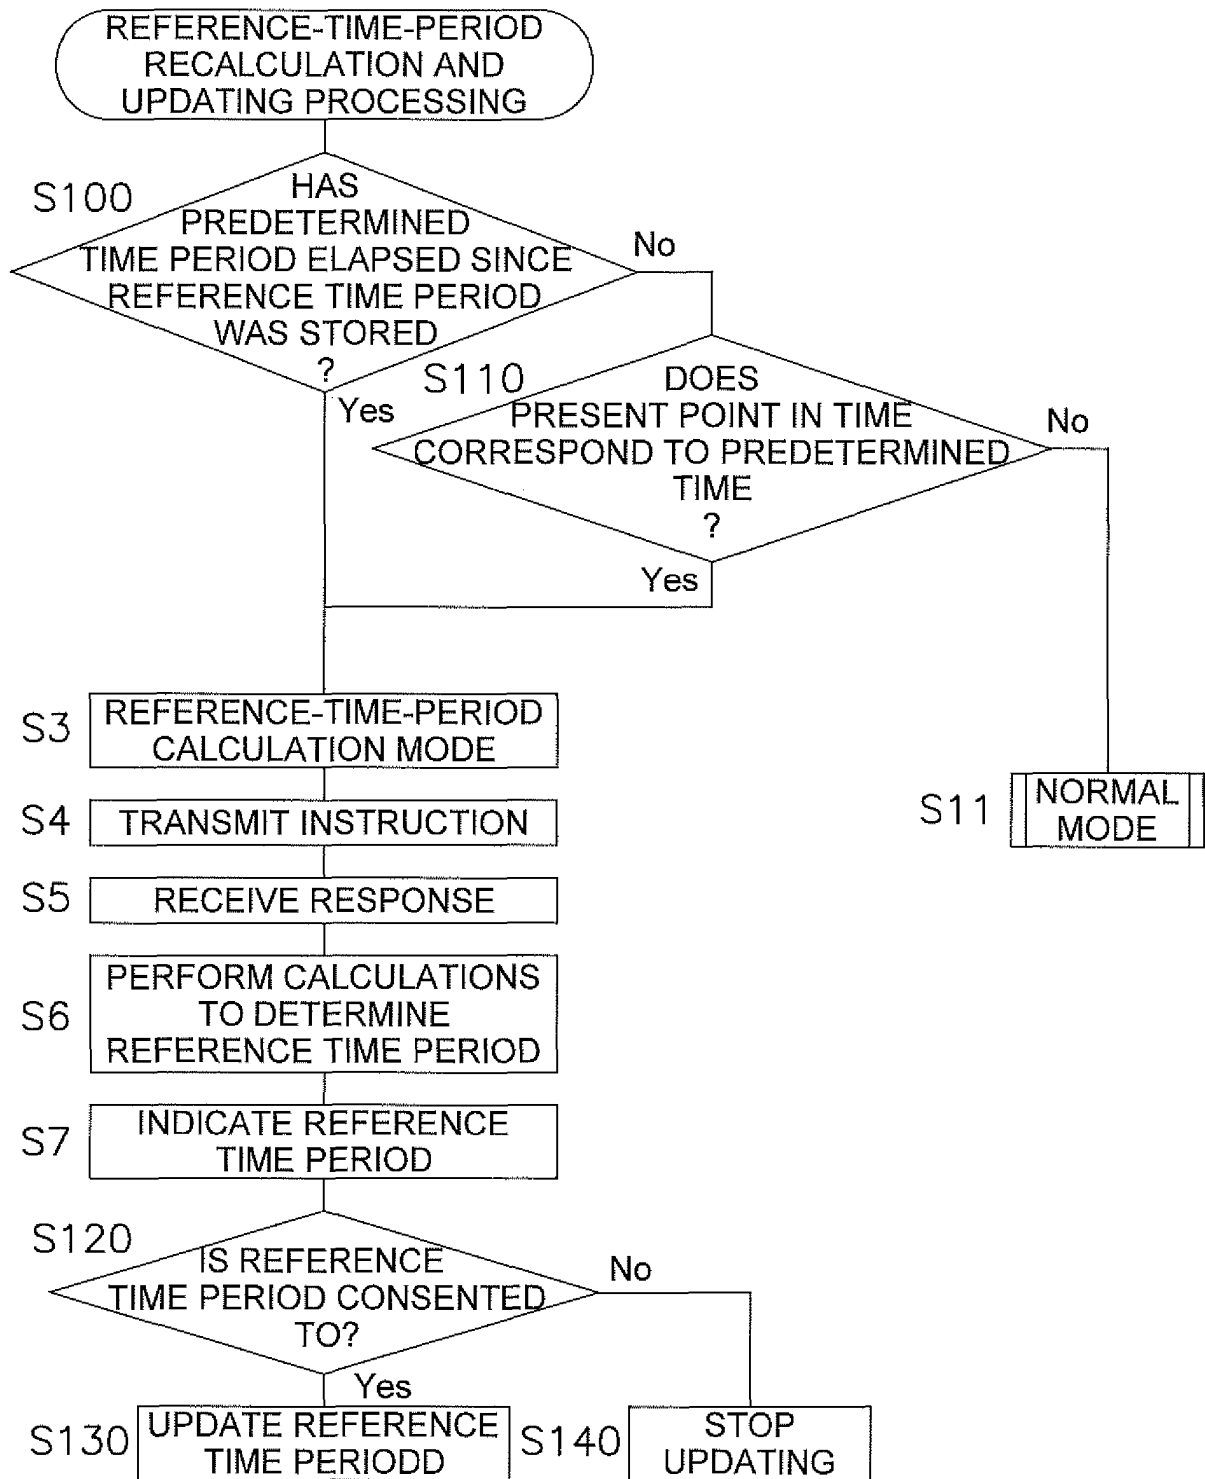 REFERENCE-TIME-PERIOD
RECALCULATION AND
UPDATING PROCESSING
S100
HAS
PREDETERMINED
TIME PERIOD ELAPSED SINCE
REFERENCE TIME PERIOD
WAS STORED
?
No
Yes
S110
DOES
PRESENT POINT IN TIME
CORRESPOND TO PREDETERMINED
TIME
?
No
Yes
S3
REFERENCE-TIME-PERIOD
CALCULATION MODE
S11
NORMAL
MODE
S4
TRANSMIT INSTRUCTION
S5
RECEIVE RESPONSE
S6
PERFORM CALCULATIONS
TO DETERMINE
REFERENCE TIME PERIOD
S7
INDICATE REFERENCE
TIME PERIOD
S120
IS REFERENCE
TIME PERIOD CONSENTED
TO?
No
Yes
S130
UPDATE REFERENCE
TIME PERIODD
S140
STOP
UPDATING